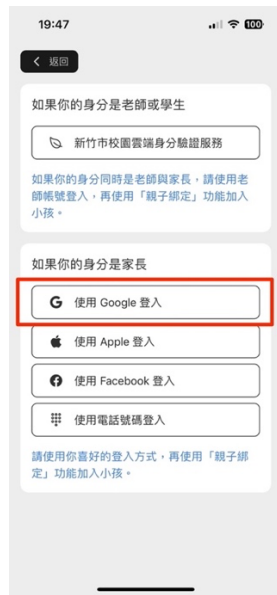 19:47
100
返回
如果你的身分是老師或學生
新竹市校園雲端身分驗證服務
如果你的身分同時是老師與家長,請使用老
師帳號登入,再使用「親子綁定」功能加入
小孩。
如果你的身分是家長
使用 Google 登入
使用 Apple 登入
使用 Facebook 登入
使用電話號碼登入
請使用你喜好的登入方式,再使用「親子綁
定」功能加入小孩。